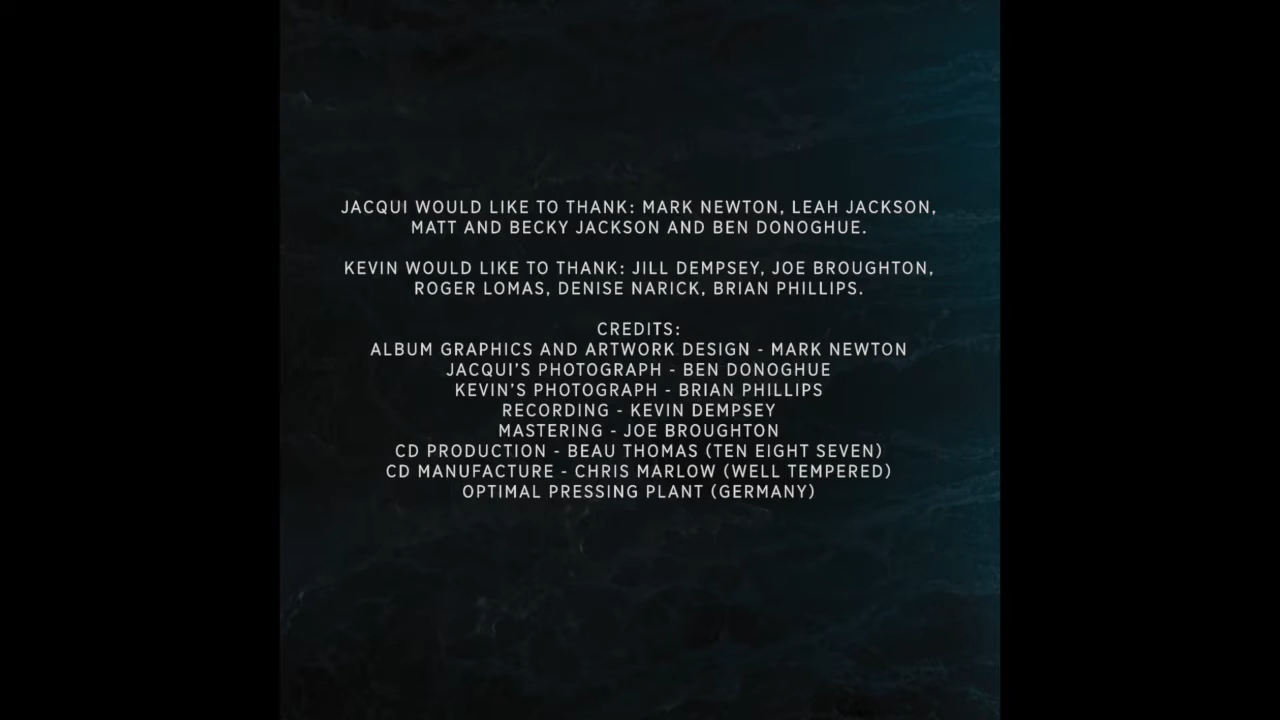 JACQUI WOULD LIKE TO THANK: MARK NEWTON, LEAH JACKSON,
MATT AND BECKY JACKSON AND BEN DONOGHUE.
KEVIN WOULD LIKE TO THANK: JILL DEMPSEY, JOE BROUGHTON,
ROGER LOMAS, DENISE NARICK, BRIAN PHILLIPS.
CREDITS:
ALBUM GRAPHICS AND ARTWORK DESIGN - MARK NEWTON
JACQUI'S PHOTOGRAPH - BEN DONOGHUE
KEVIN'S PHOTOGRAPH - BRIAN PHILLIPS
RECORDING - KEVIN DEMPSEY
MASTERING - JOE BROUGHTON
CD PRODUCTION - BEAU THOMAS (TEN EIGHT SEVEN)
CD MANUFACTURE - CHRIS MARLOW (WELL TEMPERED)
OPTIMAL PRESSING PLANT (GERMANY)